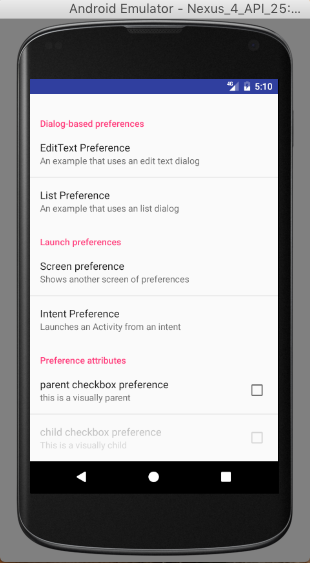 Android Emulator - Nexus_4_API_25:...
4G
5:10
Dialog-based preferences
EditText Preference
An example that uses an edit text dialog
List Preference
An example that uses an list dialog
Launch preferences
Screen preference
Shows another screen of preferences
Intent Preference
Launches an Activity from an intent
Preference attributes
parent checkbox preference
this is a visually parent
child checkbox preference
This is a visually child